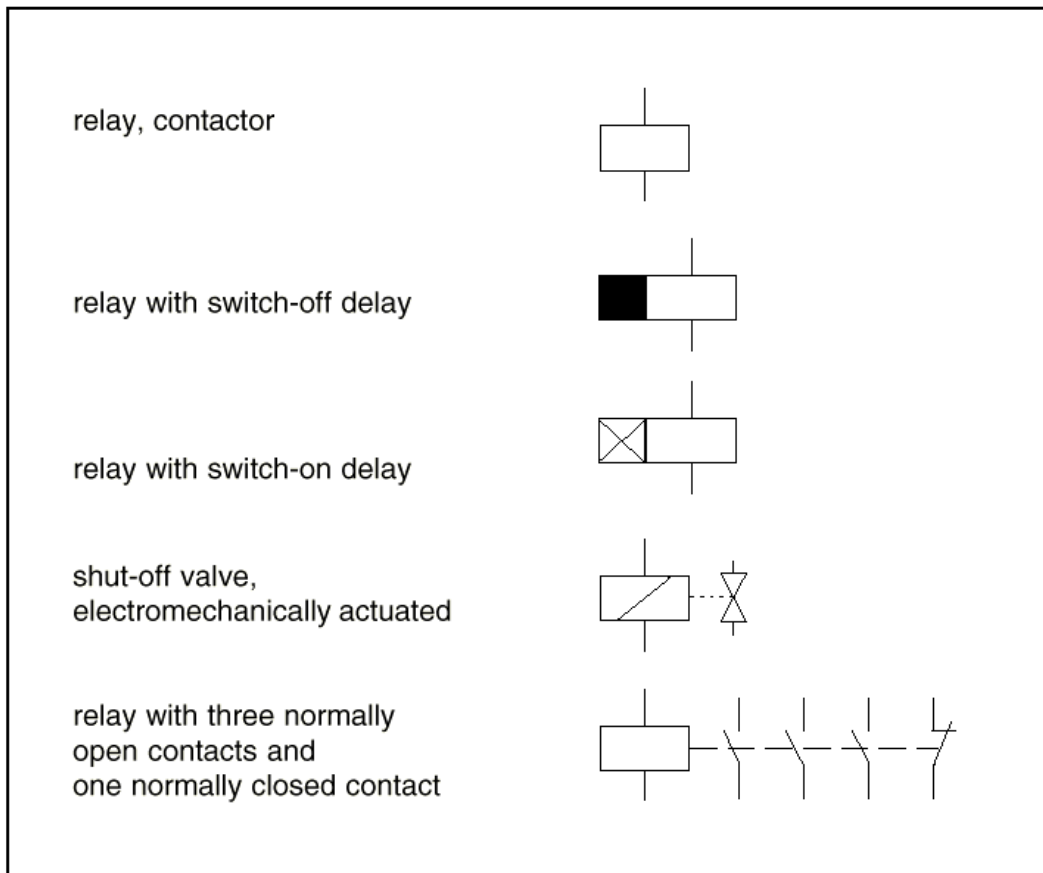 relay, contactor
relay with switch-off delay
relay with switch-on delay
shut-off valve,
electromechanically actuated
relay with three normally
open contacts and
one normally closed contact